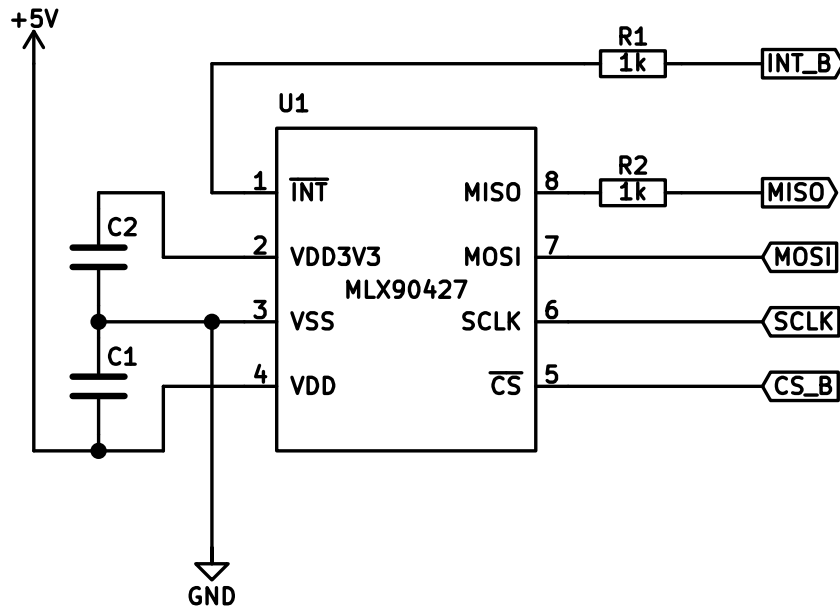 +5V
R1
1k
INT_B
U1
R2
1k
1
INT
MISO
8
MISO
C2
2
VDD3V3
MOSI
7
MOSI
MLX90427
3
VSS
SCLK
6
SCLK
C1
4
VDD
CS
5
CS_B
GND